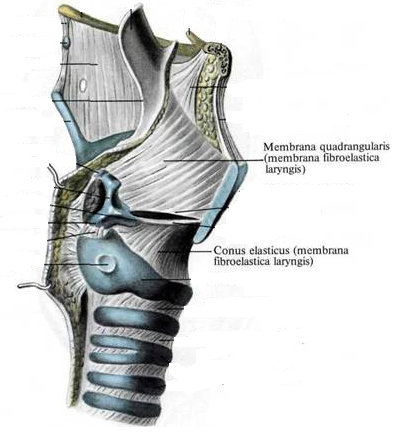 Membrana quadrangularis
(membrana fibroelastica
laryngis)
Conus elasticus (membrana
fibroelastica laryngis)